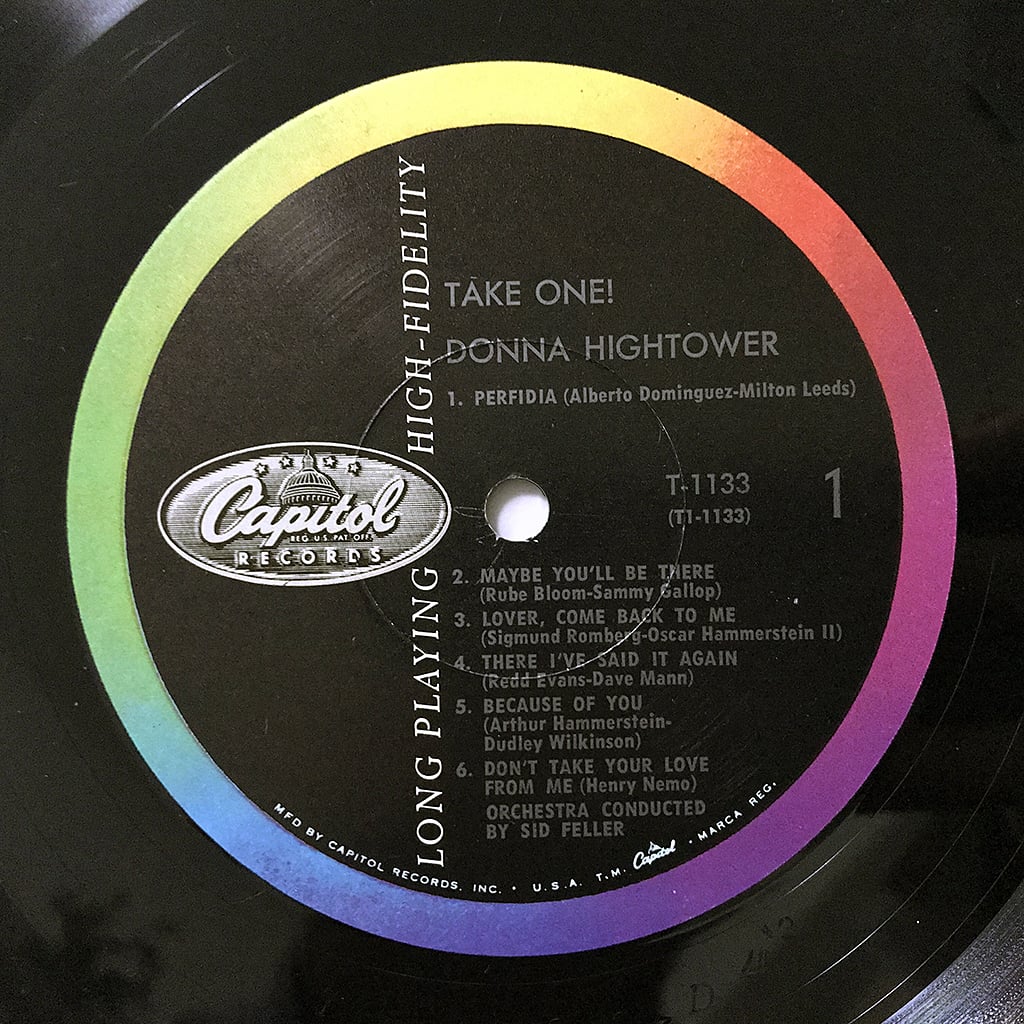 TAKE ONE!
DONNA HIGHTOWER
1. PERFIDIA (Alberto Dominguez-Milton Leeds)
T-1133
(T1-1133)
1
Capitol
REG. U.S. PAT. OFF.
RECORDS
LONG PLAYING HIGH-FIDELITY
2. MAYBE YOU'LL BE THERE
(Rube Bloom-Sammy Gallop)
3. LOVER, COME BACK TO ME
(Sigmund Romberg-Oscar Hammerstein II)
4. THERE I'VE SAID IT AGAIN
(Redd Evans-Dave Mann)
5. BECAUSE OF YOU
(Arthur Hammerstein-
Dudley Wilkinson)
6. DON'T TAKE YOUR LOVE
FROM ME (Henry Nemo)
ORCHESTRA CONDUCTED
BY SID FELLER
MFD BY CAPITOL RECORDS, INC. • U.S.A. T.M. Capitol • MARCA REG.
D